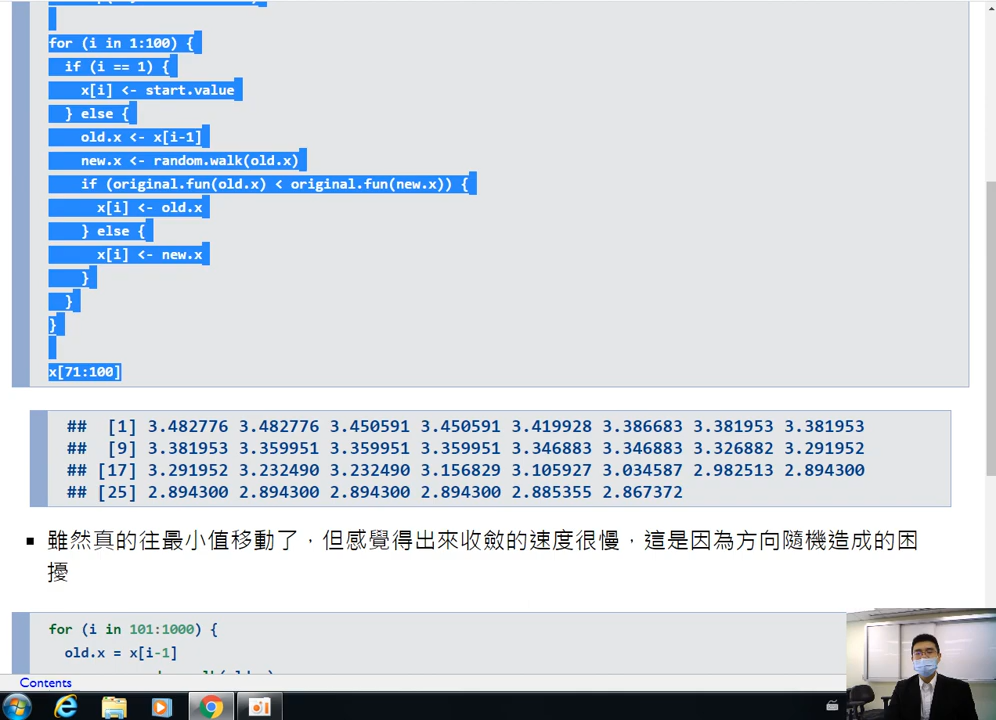 for (i in 1:100) {
if (i == 1) {
x[i] <- start.value
} else {
old.x <- x[i-1]
new.x <- random.walk(old.x)
if (original.fun(old.x) < original.fun(new.x)) {
x[i] <- old.x
} else {
x[i] <- new.x
}
}
}
x[71:100]
## [1] 3.482776 3.482776 3.450591 3.450591 3.419928 3.386683 3.381953 3.381953
## [9] 3.381953 3.359951 3.359951 3.359951 3.346883 3.346883 3.326882 3.291952
## [17] 3.291952 3.232490 3.232490 3.156829 3.105927 3.034587 2.982513 2.894300
## [25] 2.894300 2.894300 2.894300 2.894300 2.885355 2.867372
▪ 雖然真的往最小值移動了，但感覺得出來收斂的速度很慢，這是因為方向隨機造成的困
擾
for (i in 101:1000) {
old.x = x[i-1]
Contents